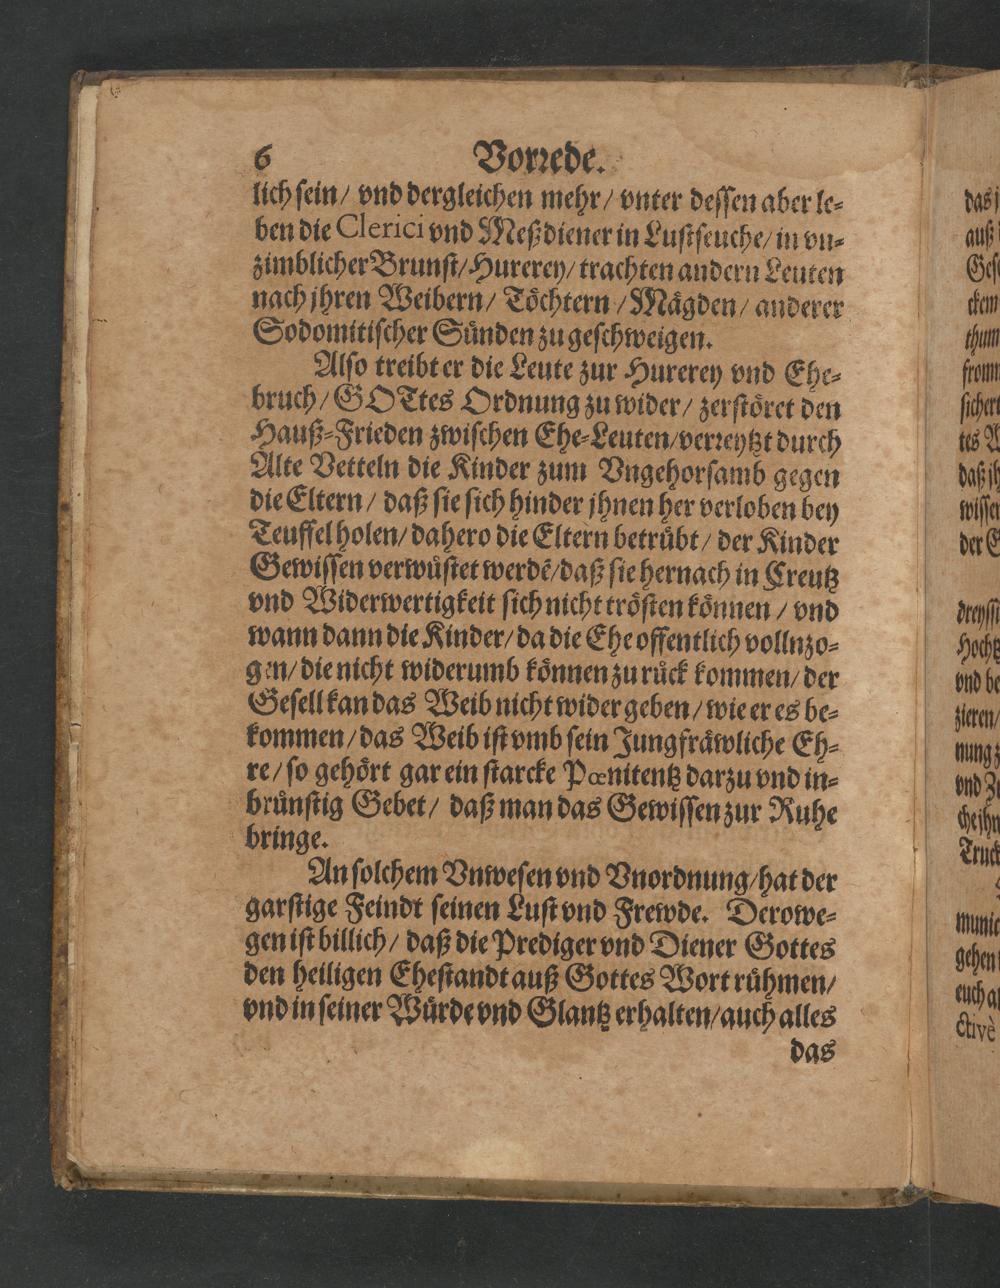 6 Vorrede.
lich sein/ vnd dergleichen mehr/ vnter dessen aber le-
ben die Clerici vnd Meßdiener in Lustseuche/ in vn-
zimblicher Brunst/ Hurerey/ trachten andern Leuten
nach jhren Weibern/ Töchtern/ Mägden/ anderer
Sodomitischer Sünden zu geschweigen.
Also treibt er die Leute zur Hurerey vnd Ehe-
bruch/ GOTtes Ordnung zu wider/ zerstöret den
Hauß-Frieden zwischen Ehe-Leuten/ verreytzt durch
Alte Vetteln die Kinder zum Vngehorsamb gegen
die Eltern/ daß sie sich hinder jhnen her verloben bey
Teuffel holen/ dahero die Eltern betrübt/ der Kinder
Gewissen verwüstet werdē/ daß sie hernach in Creutz
vnd Widerwertigkeit sich nicht trösten können/ vnd
wann dann die Kinder/ da die Ehe offentlich vollnzo-
gen/ die nicht widerumb können zu rück kommen/ der
Gesell kan das Weib nicht wider geben/ wie er es be-
kommen/ das Weib ist vmb sein Jungfräwliche Eh-
re/ so gehört gar ein starcke Pœnitentz darzu vnd in-
brünstig Gebet/ daß man das Gewissen zur Ruhe
bringe.
An solchem Vnwesen vnd Vnordnung/ hat der
garstige Feindt seinen Lust vnd Frewde. Derowe-
gen ist billich/ daß die Prediger vnd Diener Gottes
den heiligen Ehestandt auß Gottes Wort rühmen/
vnd in seiner Würde vnd Glantz erhalten/ auch alles
das